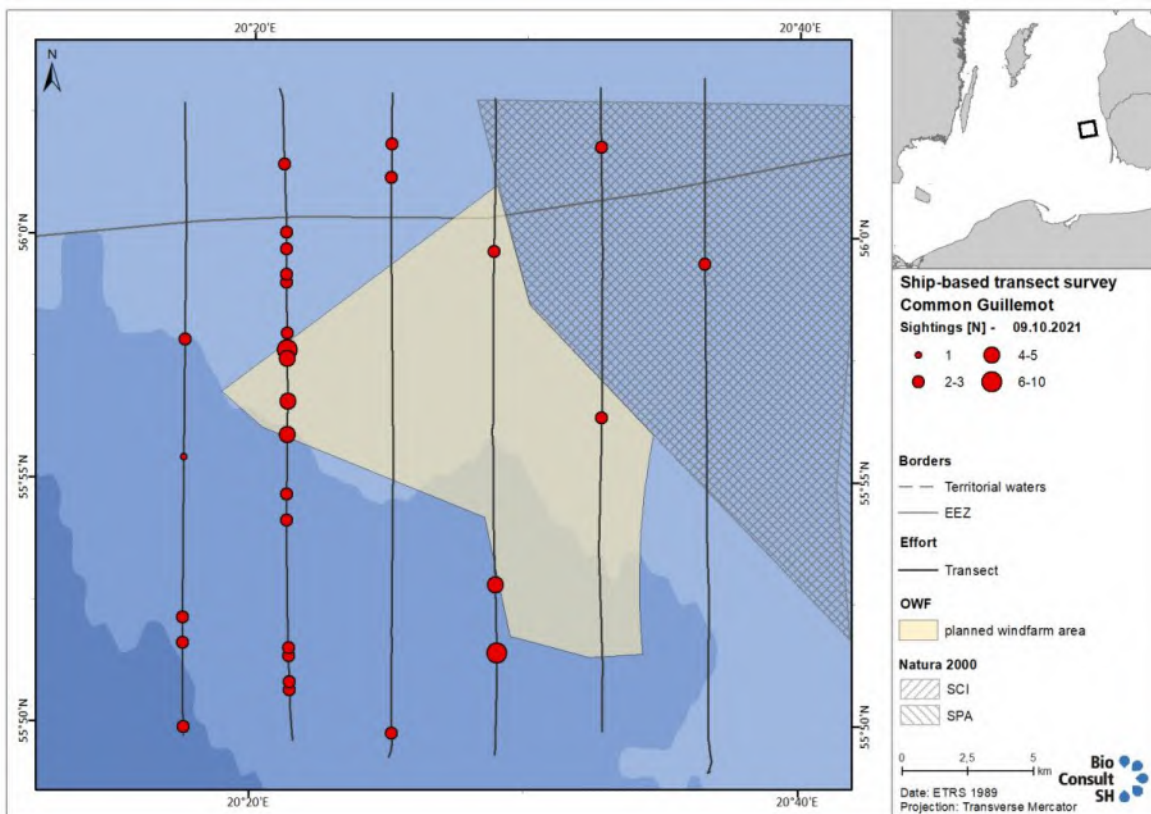 20°20'E
20°40'E
N
56°0'N
56°0'N
55°55'N
55°55'N
55°50'N
55°50'N
20°20'E
20°40'E
Ship-based transect survey
Common Guillemot
Sightings [N] - 09.10.2021
1
4-5
2-3
6-10
Borders
Territorial waters
EEZ
Effort
Transect
OWF
planned windfarm area
Natura 2000
SCI
SPA
0 2,5 5
km
Date: ETRS 1989
Projection: Transverse Mercator
Bio
Consult
SH